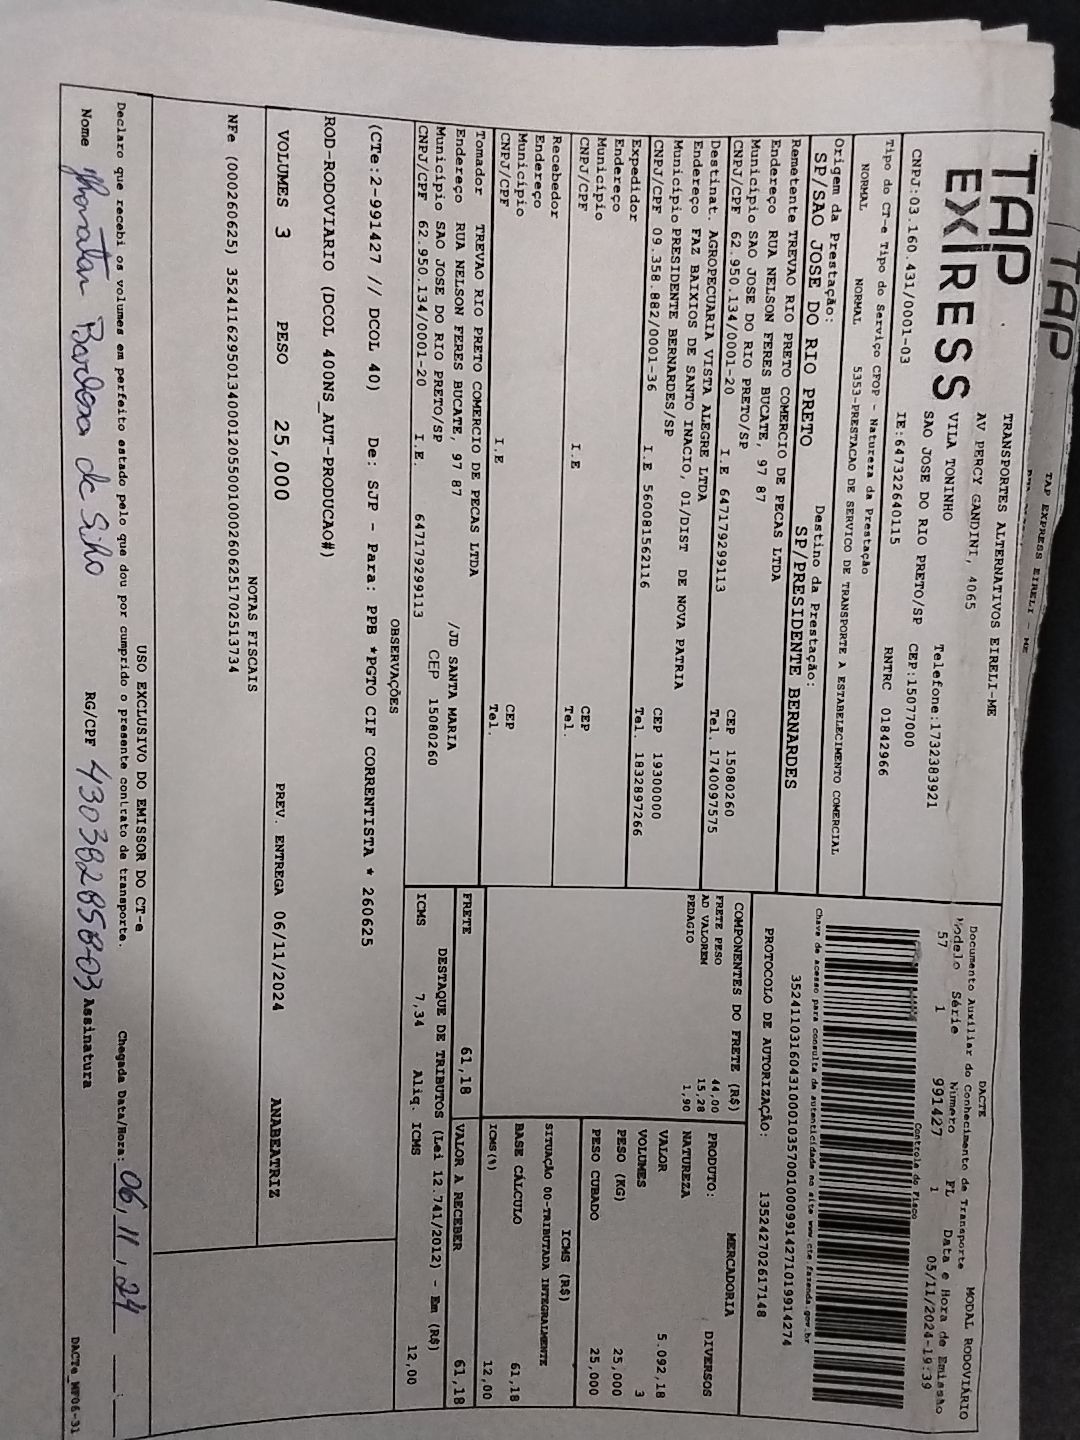 TAP
TAP EXPRESS EIRELI - ME
TAP
EXPRESS
TRANSPORTES ALTERNATIVOS EIRELI-ME
AV PERCY GANDINI, 4065
VILA TONINHO
SAO JOSE DO RIO PRETO/SP
Telefone:1732383921
CEP:15077000
CNPJ:03.160.431/0001-03 IE:647322640115 RNTRC 01842966
Tipo do CT-e Tipo do Serviço CFOP - Natureza da Prestação
NORMAL NORMAL 5353-PRESTACAO DE SERVICO DE TRANSPORTE A ESTABELECIMENTO COMERCIAL
Origem da Prestação: Destino da Prestação:
SP/SAO JOSE DO RIO PRETO SP/PRESIDENTE BERNARDES
Remetente TREVAO RIO PRETO COMERCIO DE PECAS LTDA
Endereço RUA NELSON FERES BUCATE, 97 87
Município SAO JOSE DO RIO PRETO/SP CEP 15080260
CNPJ/CPF 62.950.134/0001-20 I.E 647179299113 Tel. 1740097575
Destinat. AGROPECUARIA VISTA ALEGRE LTDA
Endereço FAZ BAIXIOS DE SANTO INACIO, 01/DIST DE NOVA PATRIA
Município PRESIDENTE BERNARDES/SP CEP 19300000
CNPJ/CPF 09.358.882/0001-36 I.E 560081562116 Tel. 1832897266
Expedidor
Endereço
Município CEP
CNPJ/CPF I.E Tel.
Recebedor
Endereço
Município CEP
CNPJ/CPF I.E Tel.
Tomador TREVAO RIO PRETO COMERCIO DE PECAS LTDA
Endereço RUA NELSON FERES BUCATE, 97 87 /JD SANTA MARIA
Município SAO JOSE DO RIO PRETO/SP CEP 15080260
CNPJ/CPF 62.950.134/0001-20 I.E. 647179299113
DACTE MODAL RODOVIÁRIO
Documento Auxiliar do Conhecimento de Transporte
Modelo Série Número FL Data e Hora de Emissão
57 1 991427 1 05/11/2024-19:39
Controle do Fisco
Chave de acesso para consulta de autenticidade no site www.cte.fazenda.gov.br
35241103160431000103570010009914271019914274
PROTOCOLO DE AUTORIZAÇÃO: 135242702617148
COMPONENTES DO FRETE (R$)
FRETE PESO 44,00
AD VALOREM 15,28
PEDAGIO 1,90
MERCADORIA
PRODUTO: DIVERSOS
NATUREZA
VALOR 5.092,18
VOLUMES 3
PESO (KG) 25,000
PESO CUBADO 25,000
ICMS (R$)
SITUAÇÃO 00-TRIBUTADA INTEGRALMENTE
BASE CÁLCULO 61,18
ICMS(%) 12,00
FRETE 61,18 VALOR A RECEBER 61,18
DESTAQUE DE TRIBUTOS (Lei 12.741/2012) - Em (R$)
ICMS 7,34 Aliq. ICMS 12,00
OBSERVAÇÕES
(CTe:2-991427 // DCOL 40) De: SJP - Para: PPB *PGTO CIF CORRENTISTA * 260625
ROD-RODOVIARIO (DCOL 400NS_AUT-PRODUCAO#)
VOLUMES 3 PESO 25,000 PREV. ENTREGA 06/11/2024 ANABEATRIZ
NOTAS FISCAIS
NFe (000260625) 35241162950134000120550010002606251702513734
USO EXCLUSIVO DO EMISSOR DO CT-e
Declaro que recebi os volumes em perfeito estado pelo que dou por cumprido o presente contrato de transporte. Chegada Data/Hora: 06, 11, 24 :
Nome Jhonatan Barbosa da Silva RG/CPF 430382858-03 Assinatura
DACTe_MF06-31